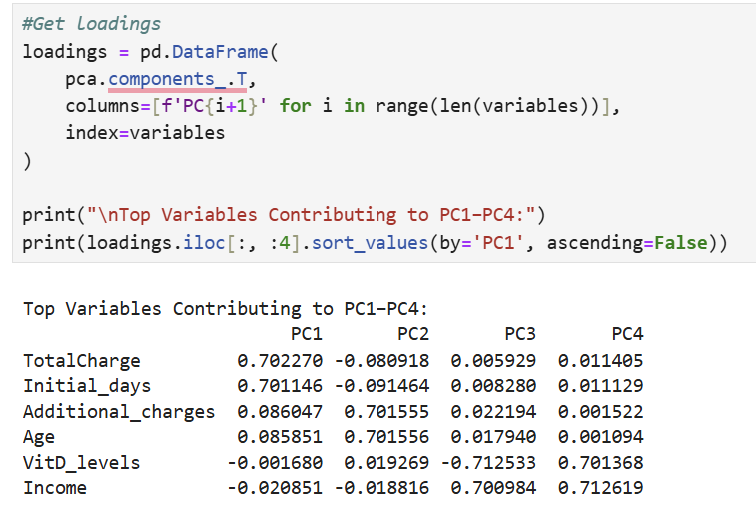 #Get loadings
loadings = pd.DataFrame(
    pca.components_.T,
    columns=[f'PC{i+1}' for i in range(len(variables))],
    index=variables
)

print("\nTop Variables Contributing to PC1–PC4:")
print(loadings.iloc[:, :4].sort_values(by='PC1', ascending=False))

Top Variables Contributing to PC1–PC4:
                         PC1       PC2       PC3       PC4
TotalCharge         0.702270 -0.080918  0.005929  0.011405
Initial_days        0.701146 -0.091464  0.008280  0.011129
Additional_charges  0.086047  0.701555  0.022194  0.001522
Age                 0.085851  0.701556  0.017940  0.001094
VitD_levels        -0.001680  0.019269 -0.712533  0.701368
Income             -0.020851 -0.018816  0.700984  0.712619